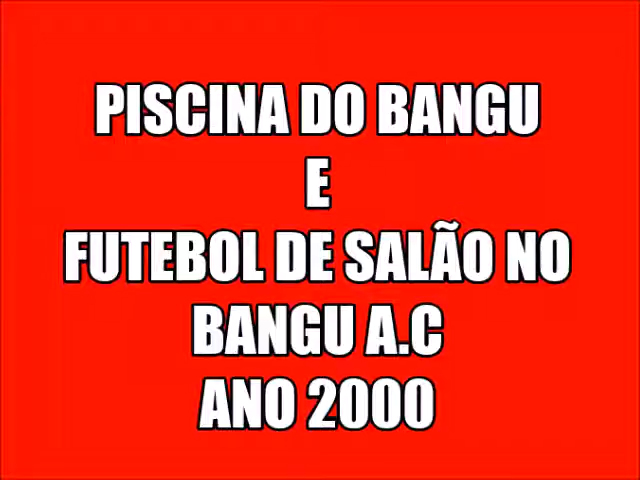 PISCINA DO BANGU
E
FUTEBOL DE SALÃO NO
BANGU A.C
ANO 2000